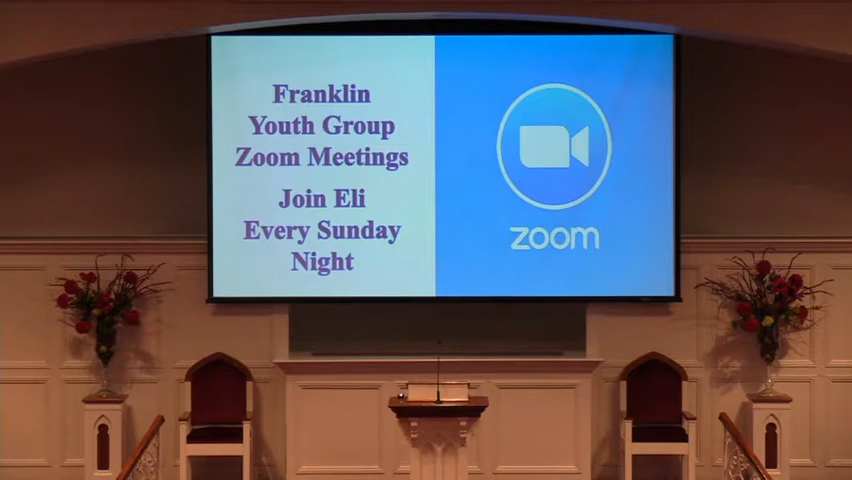 Franklin
Youth Group
Zoom Meetings
Join Eli
Every Sunday
Night
zoom